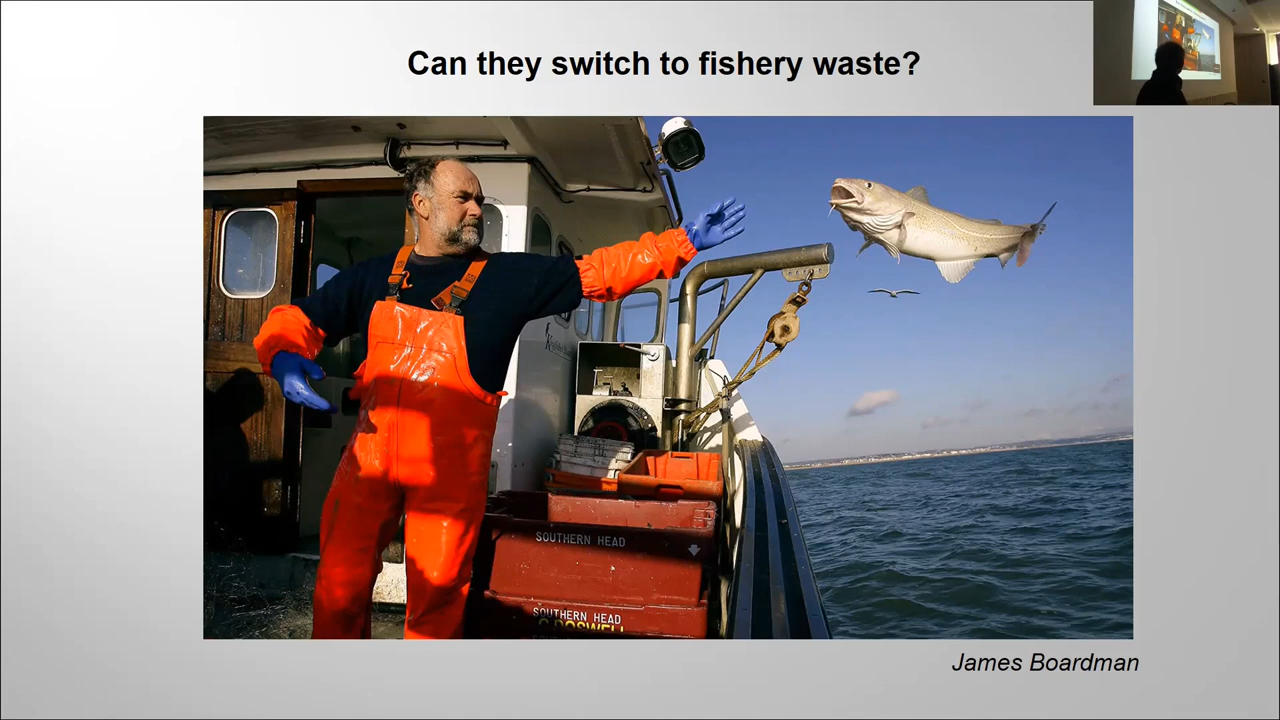 Can they switch to fishery waste?
SOUTHERN HEAD
SOUTHERN HEAD
James Boardman